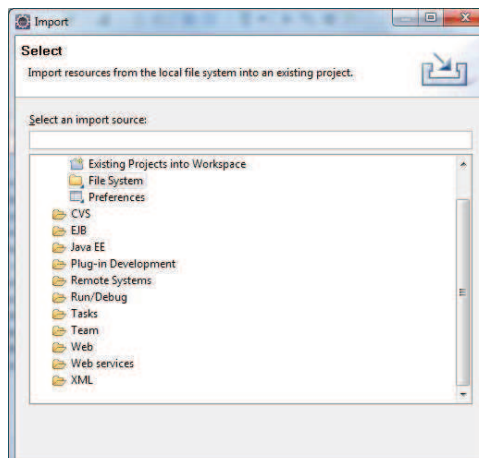 Import
Select
Import resources from the local file system into an existing project.
Select an import source:
Existing Projects into Workspace
File System
Preferences
CVS
EJB
Java EE
Plug-in Development
Remote Systems
Run/Debug
Tasks
Team
Web
Web services
XML